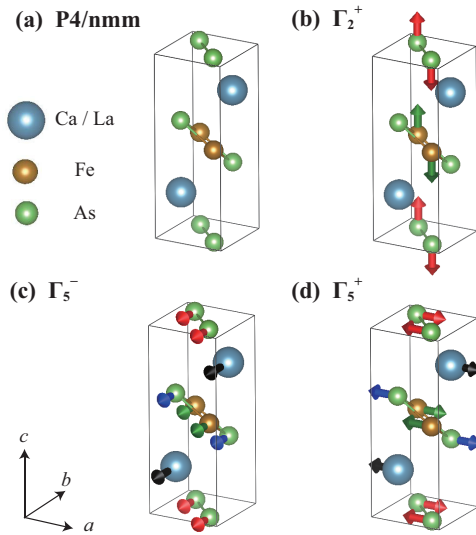 (a) P4/nmm
(b) Γ₂⁺
Ca / La
Fe
As
(c) Γ₅⁻
(d) Γ₅⁺
c
b
a